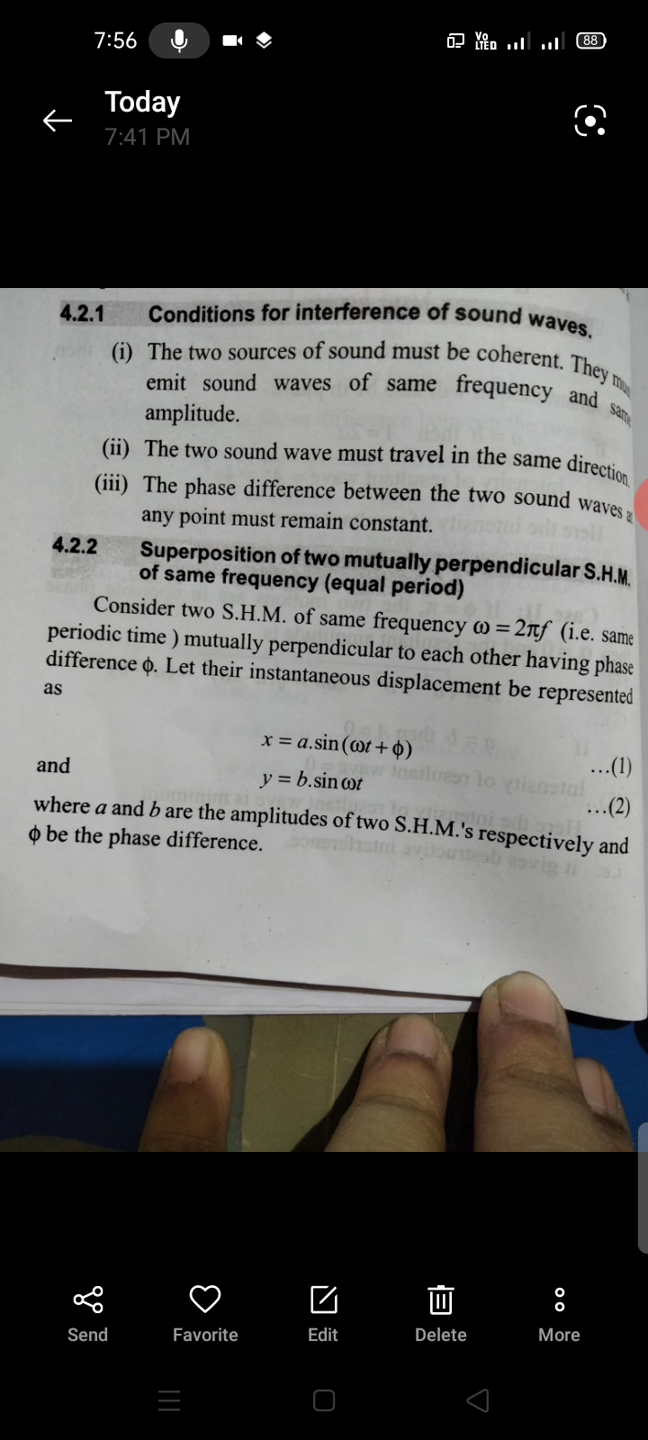 7:56
Vo
LTE
88
Today
7:41 PM
4.2.1 Conditions for interference of sound waves.
(i) The two sources of sound must be coherent. They
emit sound waves of same frequency and
amplitude.
(ii) The two sound wave must travel in the same direction
(iii) The phase difference between the two sound waves
any point must remain constant.
4.2.2 Superposition of two mutually perpendicular S.H.M.
of same frequency (equal period)
Consider two S.H.M. of same frequency ω = 2πf (i.e. same
periodic time ) mutually perpendicular to each other having phase
difference ϕ. Let their instantaneous displacement be represented
as
x = a.sin(ωt + ϕ) ...(1)
and y = b.sin ωt ...(2)
where a and b are the amplitudes of two S.H.M.'s respectively and
ϕ be the phase difference.
Send Favorite Edit Delete More